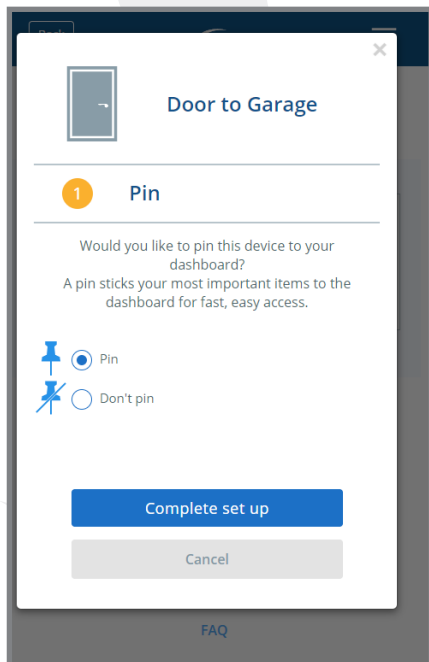 Back
×
Door to Garage
1
Pin
Would you like to pin this device to your
dashboard?
A pin sticks your most important items to the
dashboard for fast, easy access.
Pin
Don't pin
Complete set up
Cancel
FAQ